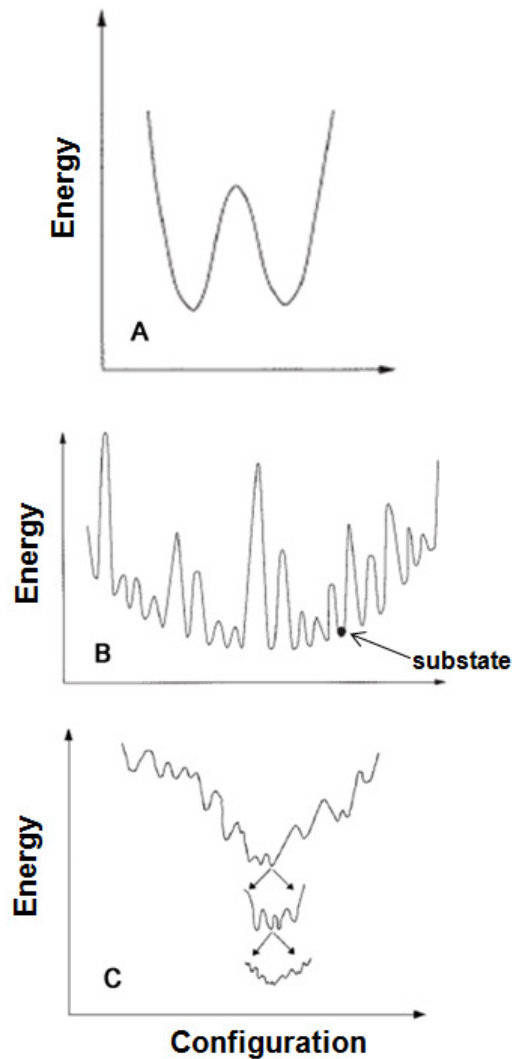 Energy
A
Energy
B
substate
Energy
C
Configuration